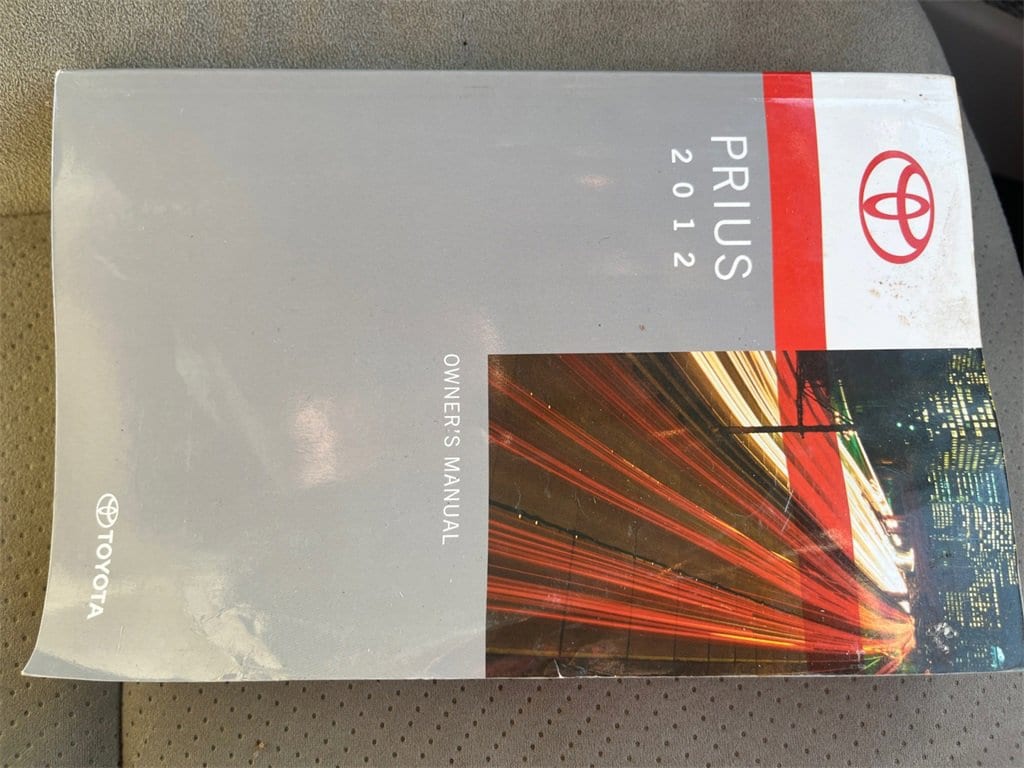 PRIUS
2012
OWNER'S MANUAL
TOYOTA